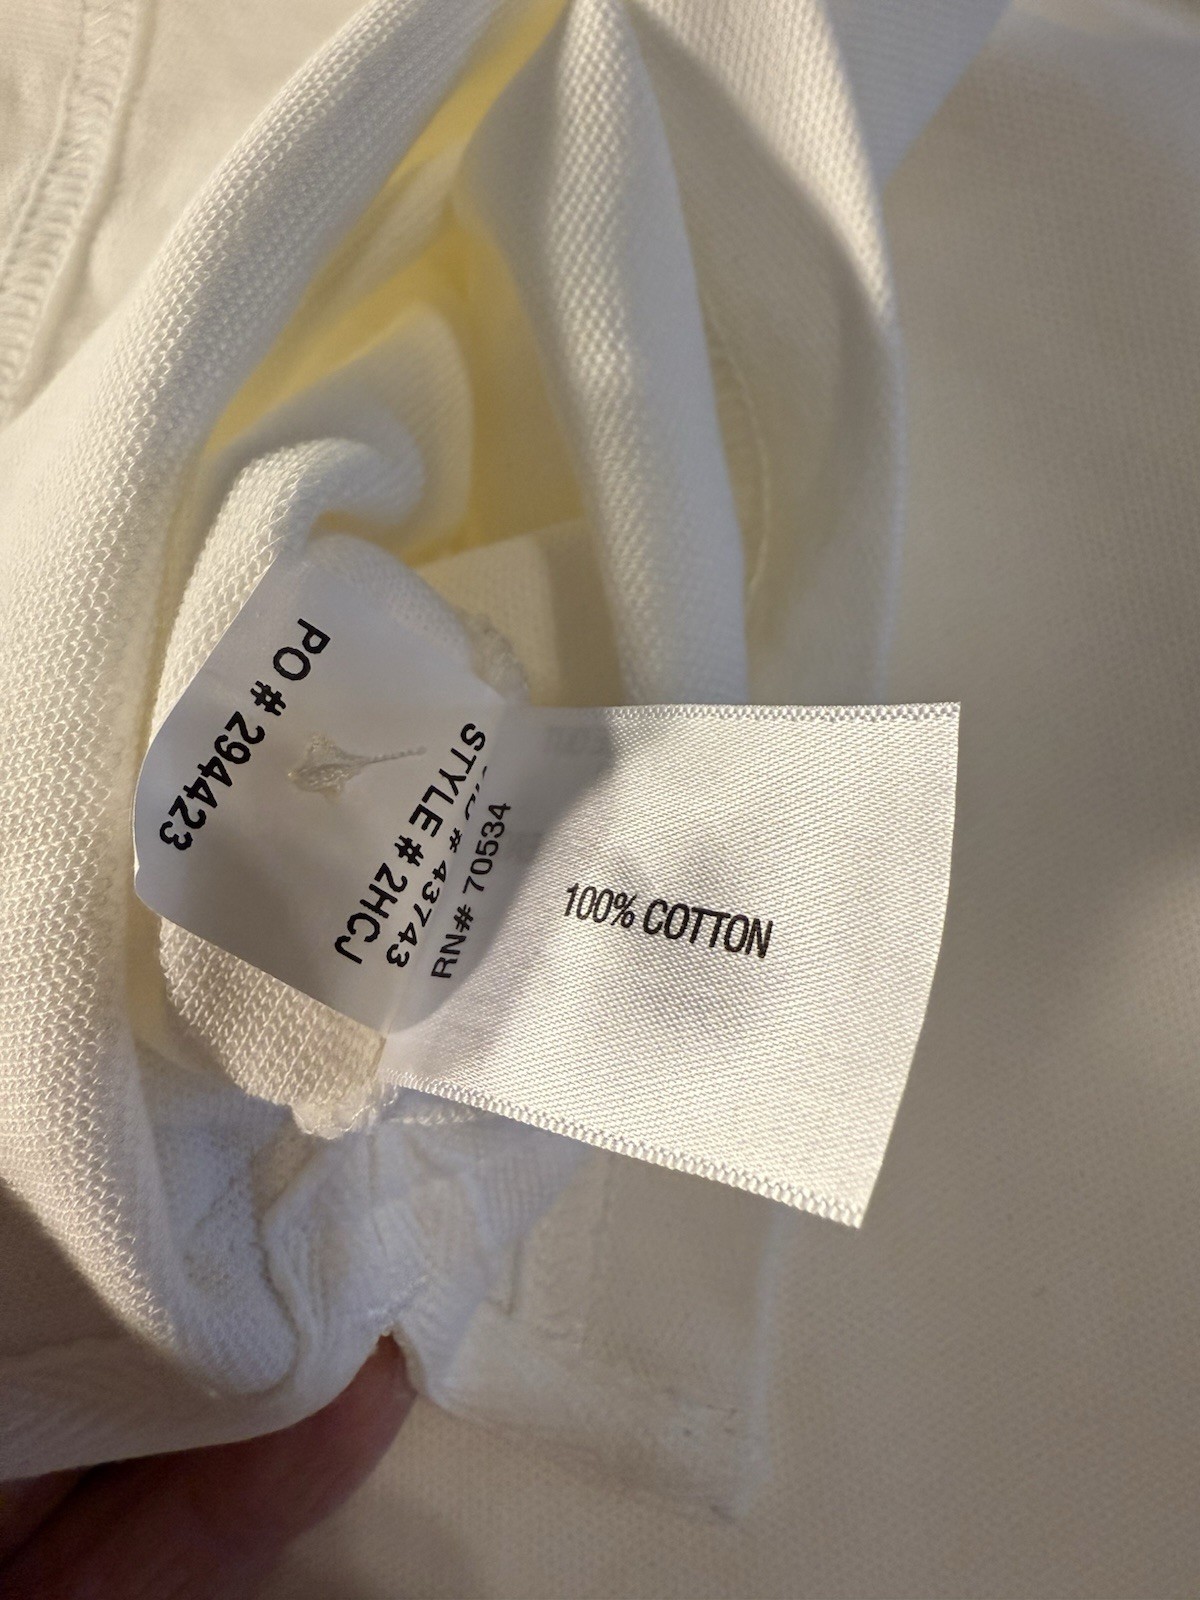 PO # 294423
STYLE # 2HCJ
# 43743
RN# 70534
100% COTTON